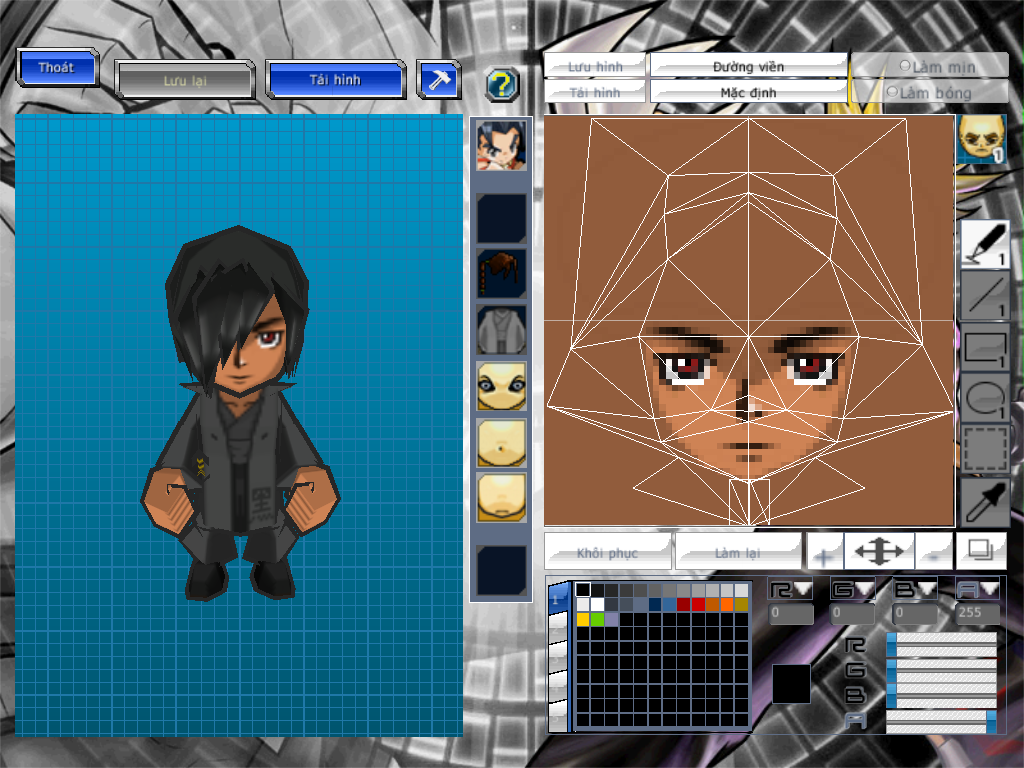 Thoát
Lưu lại
Tải hình
?
Lưu hình
Đường viền
Làm mịn
Tải hình
Mặc định
Làm bóng
1
1
1
1
1
Khôi phục
Làm lại
+
-
1
R
G
B
A
0
0
0
255
R
G
B
A